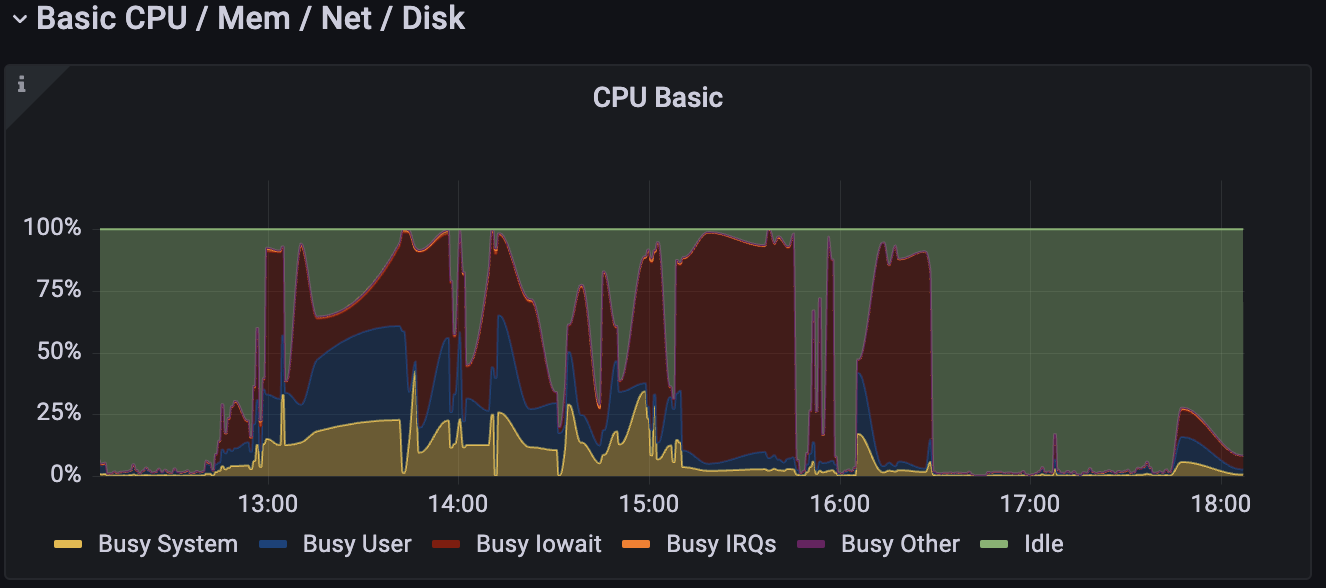 Basic CPU / Mem / Net / Disk
i
CPU Basic
100%
75%
50%
25%
0%
13:00 14:00 15:00 16:00 17:00 18:00
Busy System Busy User Busy Iowait Busy IRQs Busy Other Idle